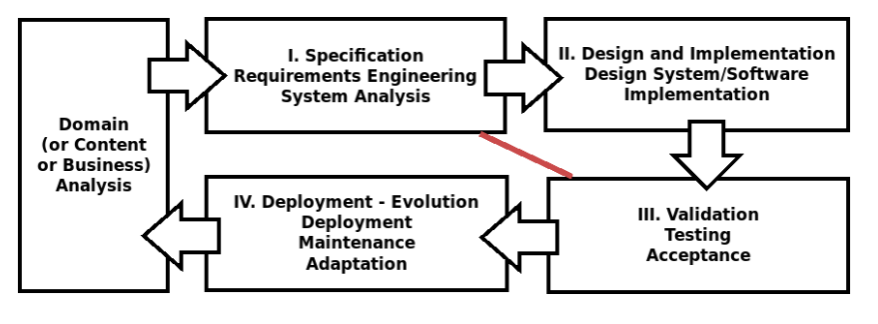 Domain
(or Content
or Business)
Analysis
I. Specification
Requirements Engineering
System Analysis
II. Design and Implementation
Design System/Software
Implementation
III. Validation
Testing
Acceptance
IV. Deployment - Evolution
Deployment
Maintenance
Adaptation